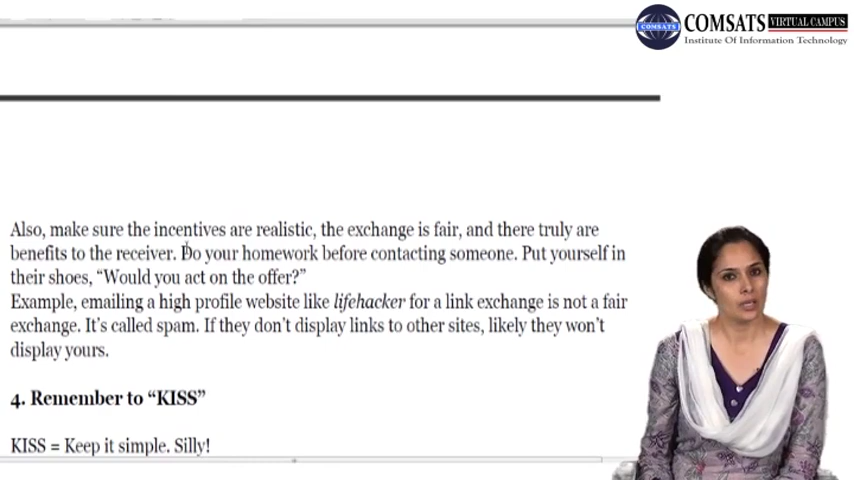 COMSATS VIRTUAL CAMPUS
COMSATS
Institute Of Information Technology
Also, make sure the incentives are realistic, the exchange is fair, and there truly are
benefits to the receiver. Do your homework before contacting someone. Put yourself in
their shoes, “Would you act on the offer?”
Example, emailing a high profile website like lifehacker for a link exchange is not a fair
exchange. It’s called spam. If they don’t display links to other sites, likely they won’t
display yours.
4. Remember to “KISS”
KISS = Keep it simple. Silly!